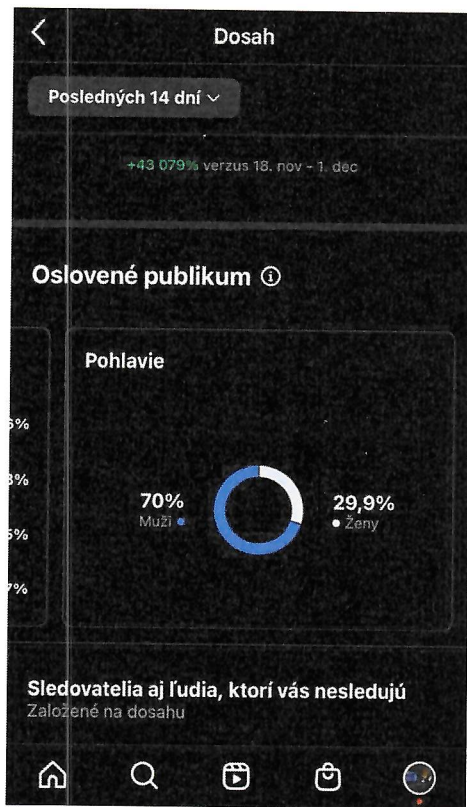 Dosah
Posledných 14 dní
+43 079% verzus 18. nov – 1. dec
Oslovené publikum
Pohlavie
%
%
%
7%
70%
Muži
29,9%
Ženy
Sledovatelia aj ľudia, ktorí vás nesledujú
Založené na dosahu